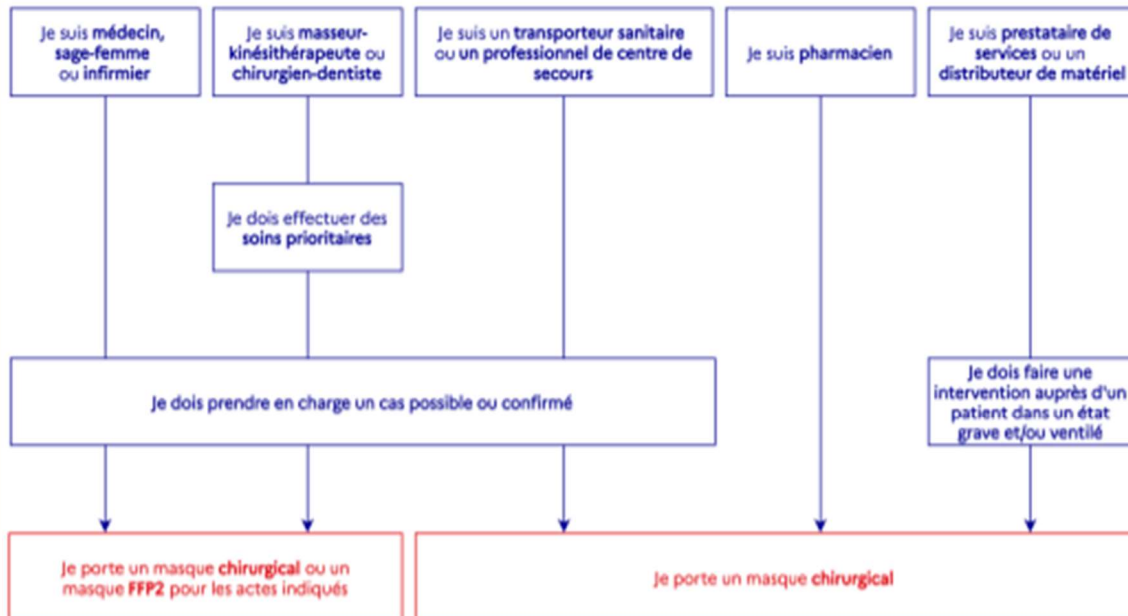 Je suis médecin,
sage-femme
ou infirmier
Je suis masseur-
kinésithérapeute ou
chirurgien-dentiste
Je suis un transporteur sanitaire
ou un professionnel de centre de
secours
Je suis pharmacien
Je suis prestataire de
services ou un
distributeur de matériel
Je dois effectuer des
soins prioritaires
Je dois prendre en charge un cas possible ou confirmé
Je dois faire une
intervention auprès d'un
patient dans un état
grave et/ou ventilé
Je porte un masque chirurgical ou un
masque FFP2 pour les actes indiqués
Je porte un masque chirurgical